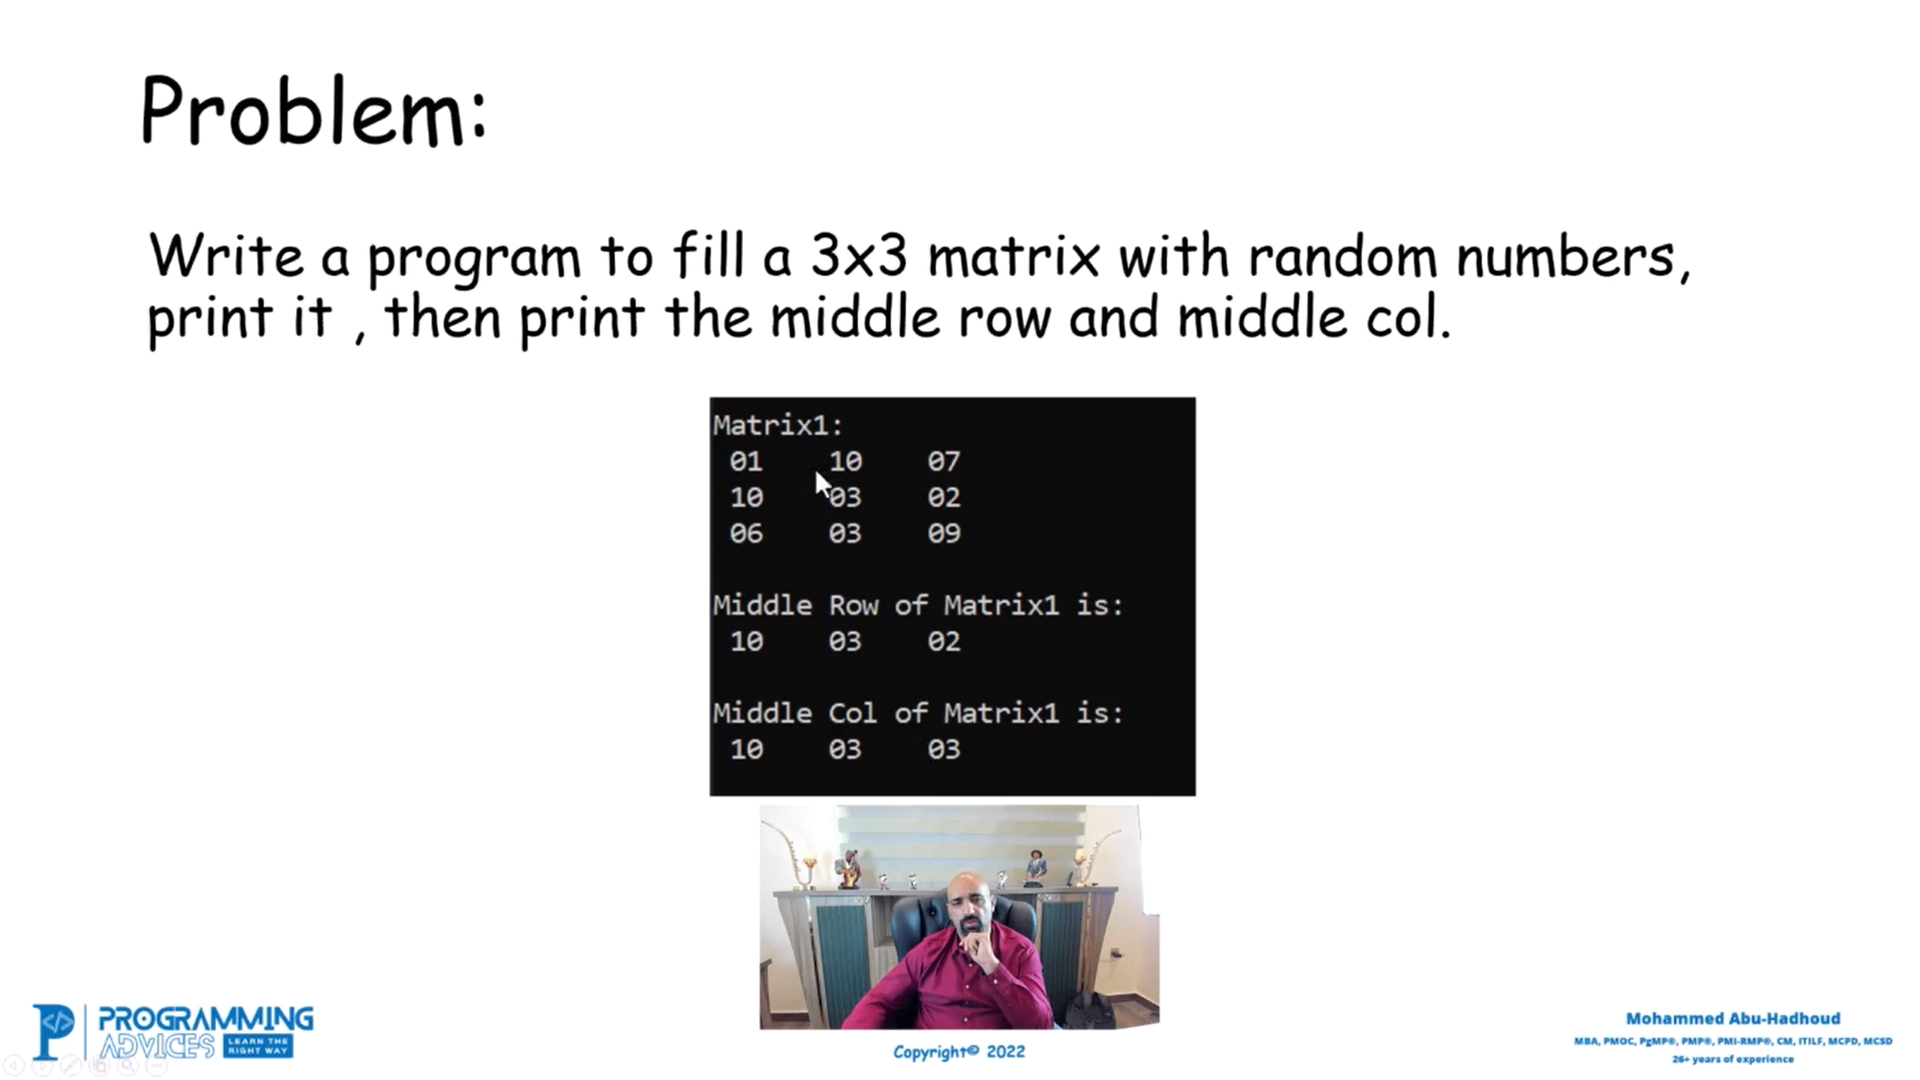 Problem:
Write a program to fill a 3x3 matrix with random numbers,
print it , then print the middle row and middle col.
Matrix1:
01 10 07
10 03 02
06 03 09
Middle Row of Matrix1 is:
10 03 02
Middle Col of Matrix1 is:
10 03 03
P </> PROGRAMMING
ADVICES LEARN THE
RIGHT WAY
Copyright© 2022
Mohammed Abu-Hadhoud
MBA, PMOC, PgMP®, PMP®, PMI-RMP®, CM, ITILF, MCPD, MCSD
26+ years of experience